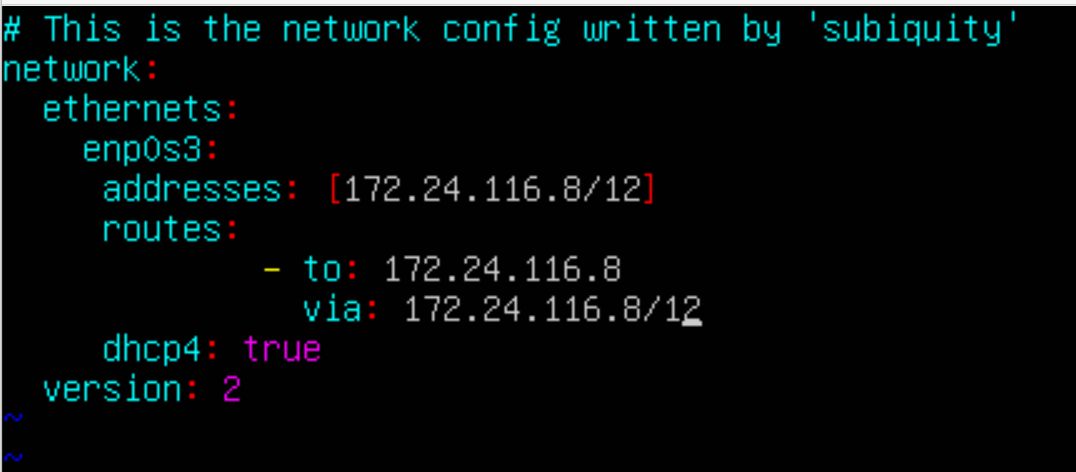 # This is the network config written by 'subiquity'
network:
  ethernets:
    enp0s3:
     addresses: [172.24.116.8/12]
     routes:
             - to: 172.24.116.8
               via: 172.24.116.8/12
     dhcp4: true
  version: 2
~
~